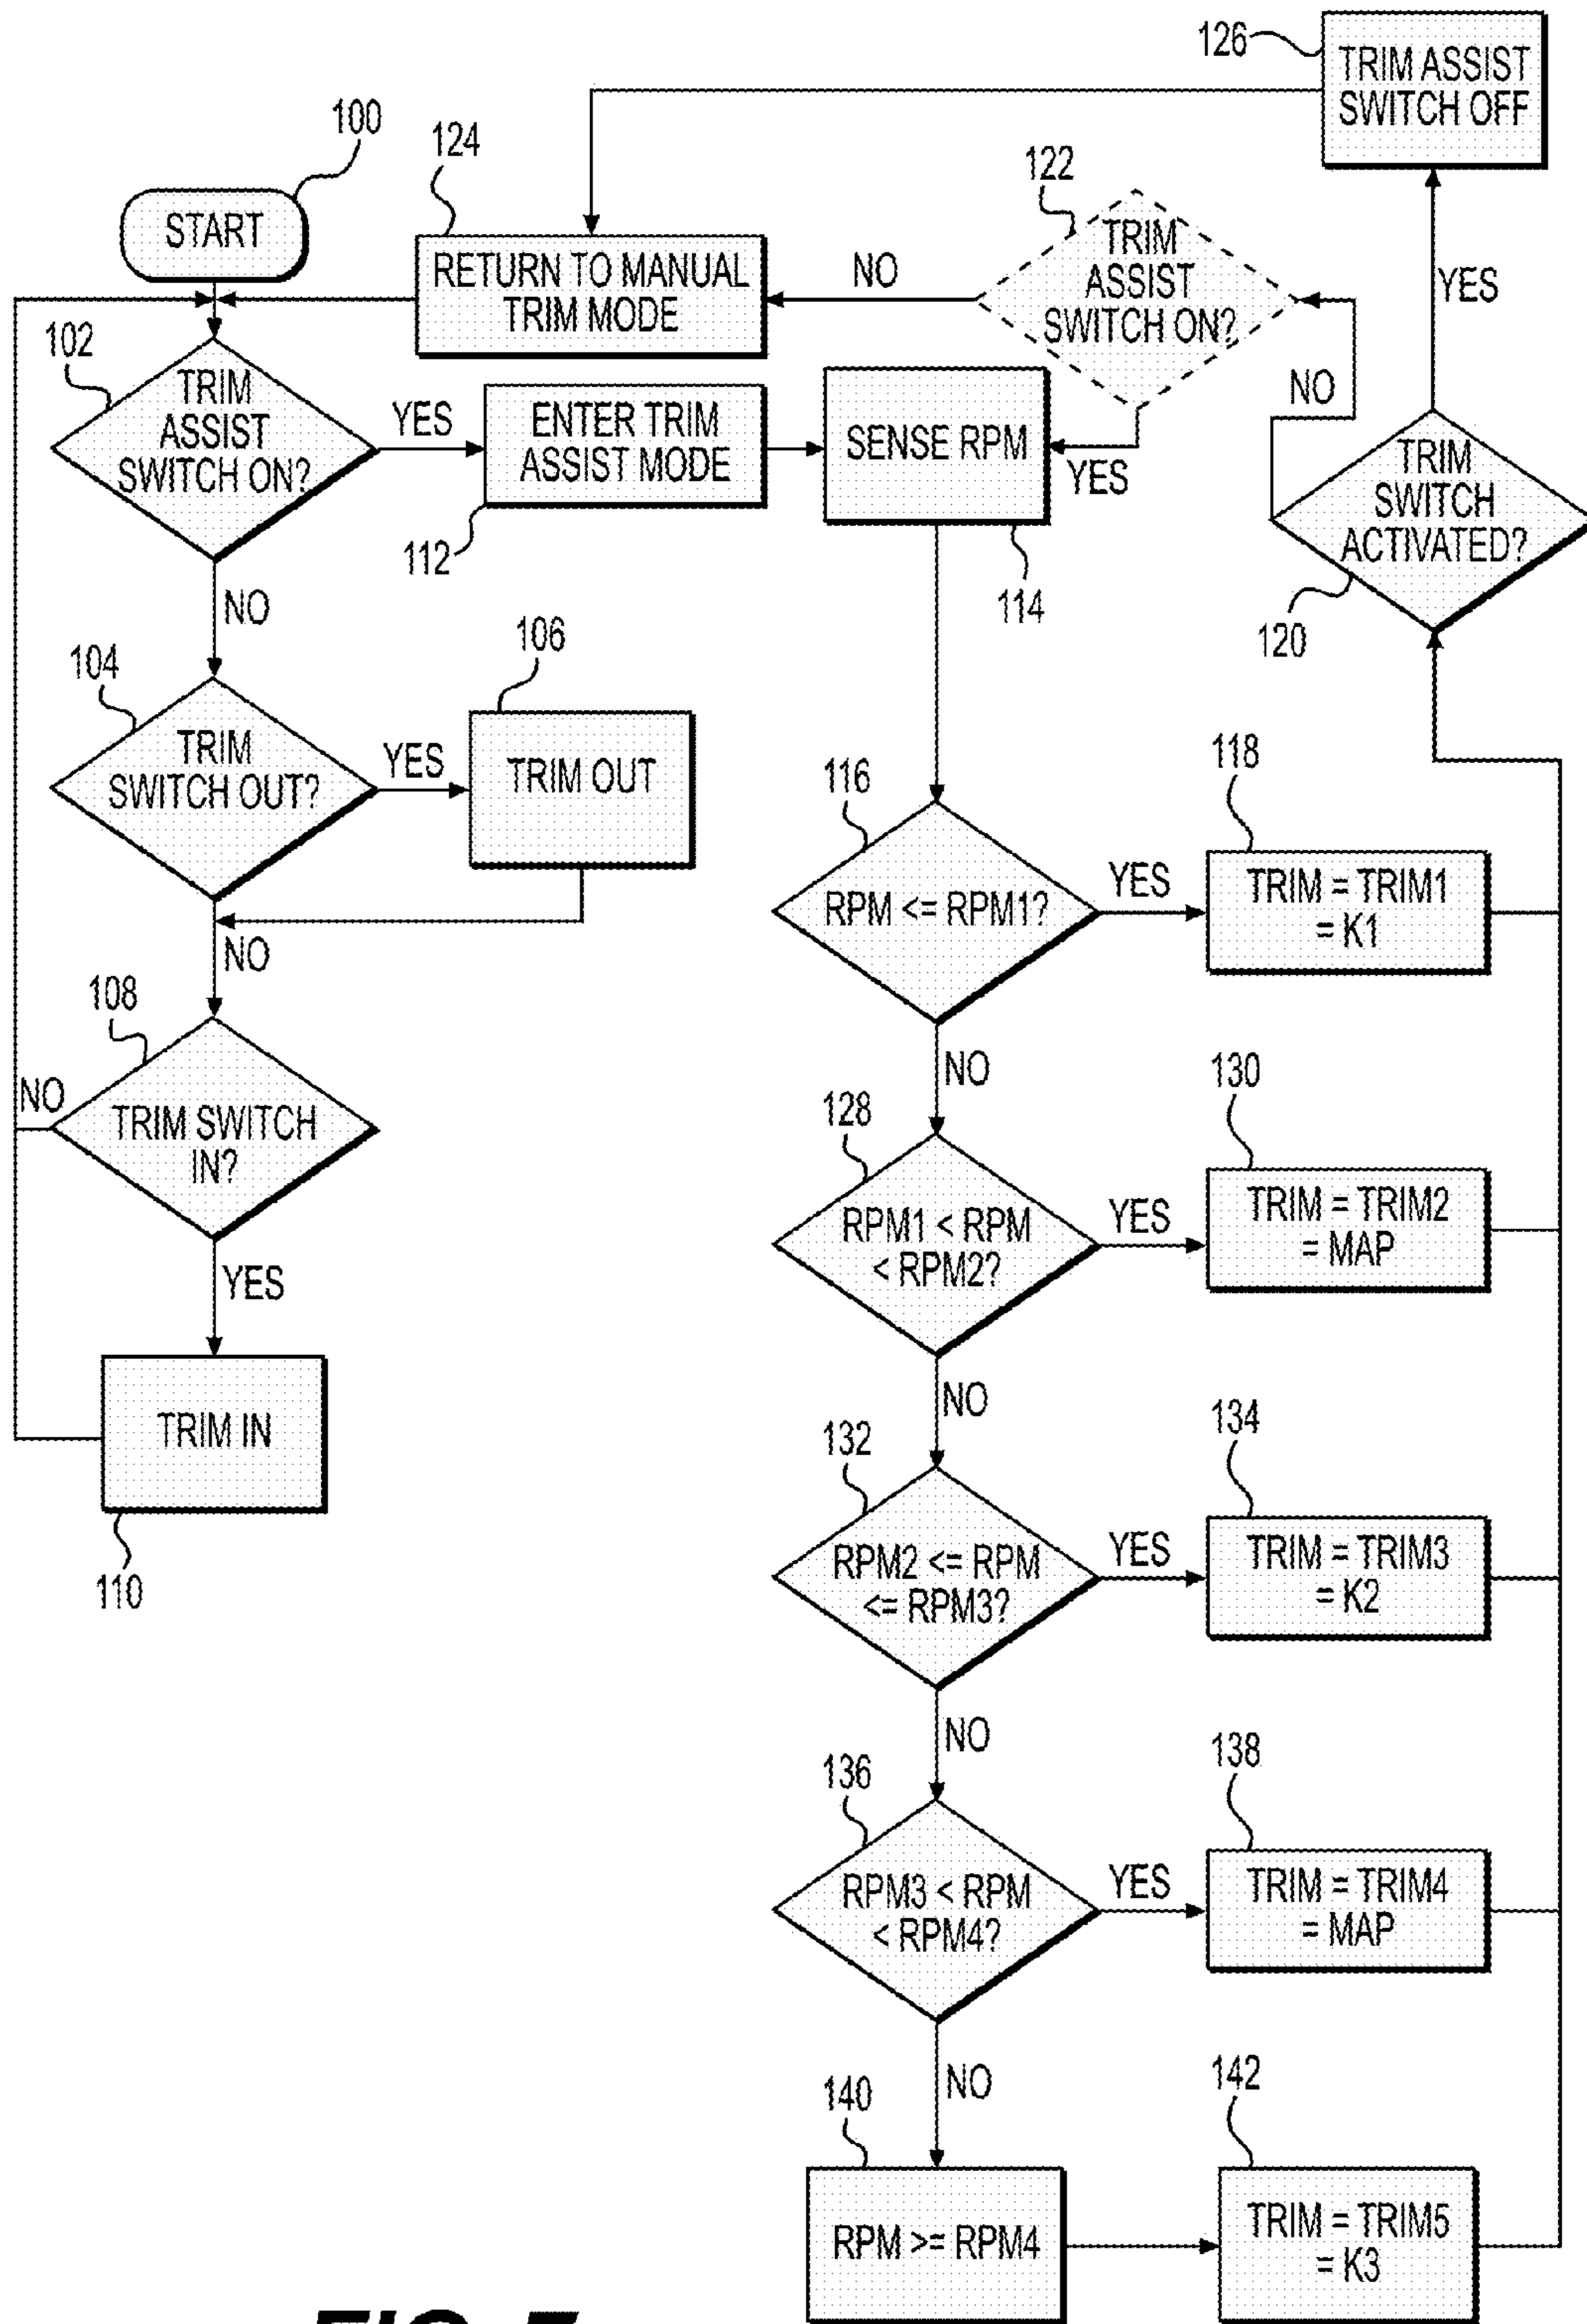 126
TRIM ASSIST
SWITCH OFF
100
124
122
START
RETURN TO MANUAL
TRIM MODE
NO
TRIM
ASSIST
SWITCH ON?
YES
102
TRIM
ASSIST
SWITCH ON?
YES
ENTER TRIM
ASSIST MODE
112
SENSE RPM
114
YES
NO
TRIM
SWITCH
ACTIVATED?
120
NO
104
TRIM
SWITCH OUT?
YES
106
TRIM OUT
NO
108
TRIM SWITCH
IN?
NO
YES
TRIM IN
110
116
RPM <= RPM1?
YES
118
TRIM = TRIM1
= K1
NO
128
RPM1 < RPM
< RPM2?
YES
130
TRIM = TRIM2
= MAP
NO
132
RPM2 <= RPM
<= RPM3?
YES
134
TRIM = TRIM3
= K2
NO
136
RPM3 < RPM
< RPM4?
YES
138
TRIM = TRIM4
= MAP
NO
140
RPM >= RPM4
142
TRIM = TRIM5
= K3